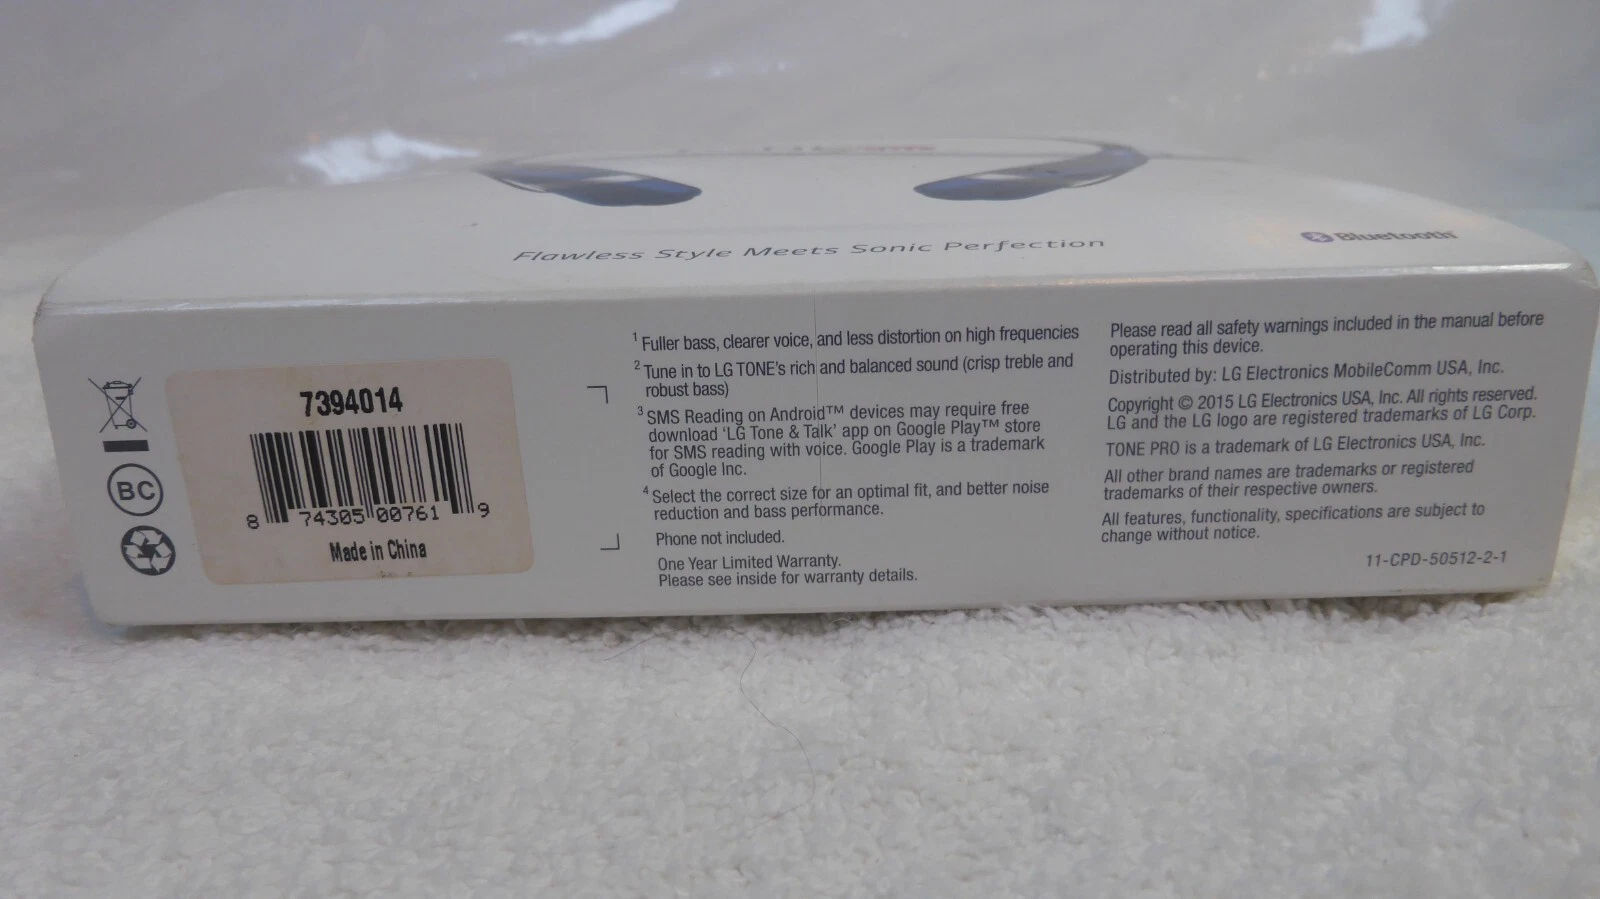 Flawless Style Meets Sonic Perfection
Bluetooth
BC
7394014
8 74305 00761 9
Made in China
1 Fuller bass, clearer voice, and less distortion on high frequencies
2 Tune in to LG TONE's rich and balanced sound (crisp treble and
robust bass)
3 SMS Reading on Android™ devices may require free
download 'LG Tone & Talk' app on Google Play™ store
for SMS reading with voice. Google Play is a trademark
of Google Inc.
4 Select the correct size for an optimal fit, and better noise
reduction and bass performance.
Phone not included.
One Year Limited Warranty.
Please see inside for warranty details.
Please read all safety warnings included in the manual before
operating this device.
Distributed by: LG Electronics MobileComm USA, Inc.
Copyright © 2015 LG Electronics USA, Inc. All rights reserved.
LG and the LG logo are registered trademarks of LG Corp.
TONE PRO is a trademark of LG Electronics USA, Inc.
All other brand names are trademarks or registered
trademarks of their respective owners.
All features, functionality, specifications are subject to
change without notice.
11-CPD-50512-2-1